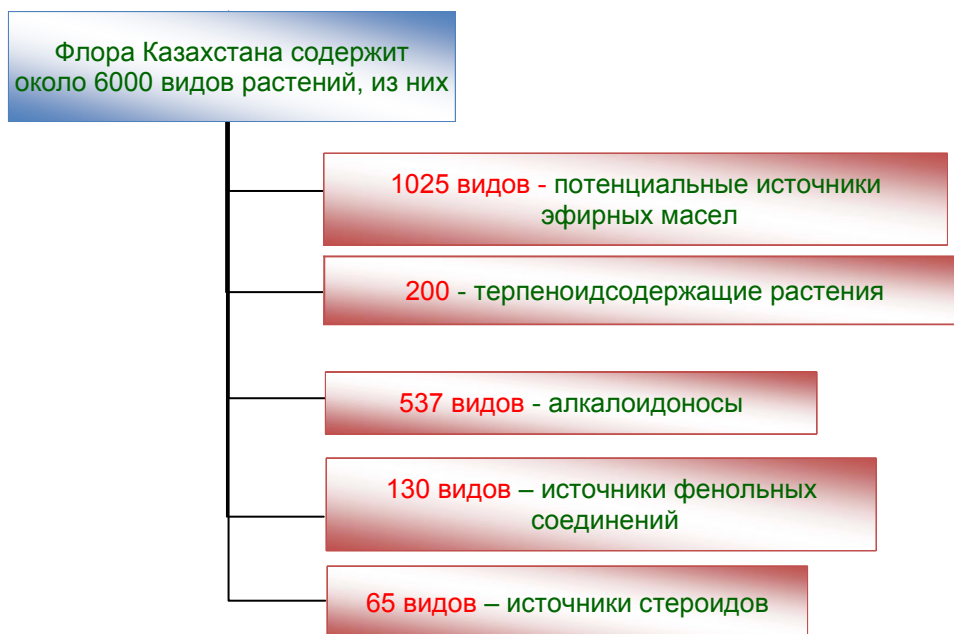 Флора Казахстана содержит
около 6000 видов растений, из них
1025 видов - потенциальные источники
эфирных масел
200 - терпеноидсодержащие растения
537 видов - алкалоидоносы
130 видов – источники фенольных
соединений
65 видов – источники стероидов